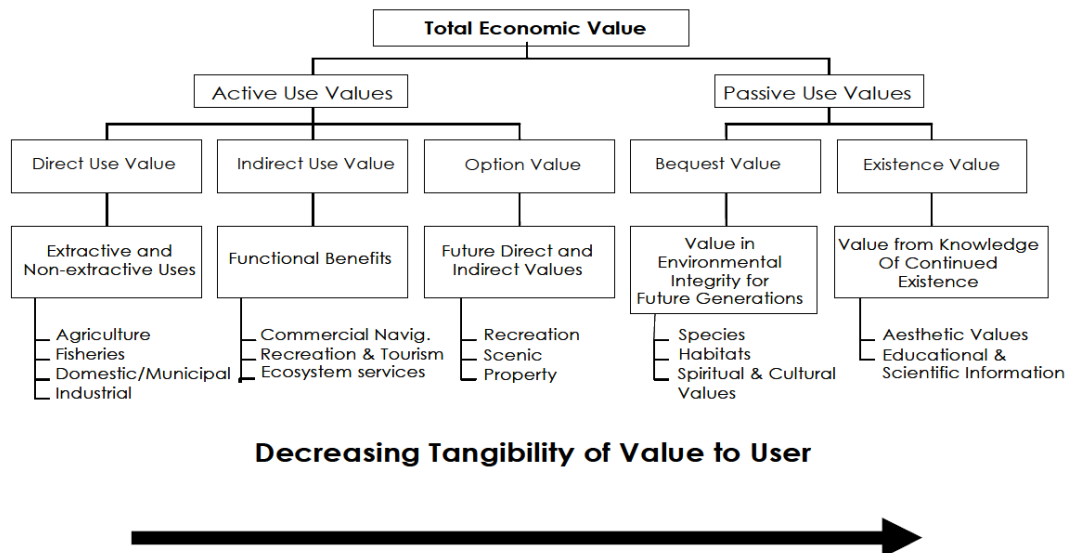 Total Economic Value
Active Use Values
Passive Use Values
Direct Use Value
Indirect Use Value
Option Value
Bequest Value
Existence Value
Extractive and
Non-extractive Uses
Functional Benefits
Future Direct and
Indirect Values
Value in
Environmental
Integrity for
Future Generations
Value from Knowledge
Of Continued
Existence
Agriculture
Fisheries
Domestic/Municipal
Industrial
Commercial Navig.
Recreation & Tourism
Ecosystem services
Recreation
Scenic
Property
Species
Habitats
Spiritual & Cultural
Values
Aesthetic Values
Educational &
Scientific Information
Decreasing Tangibility of Value to User